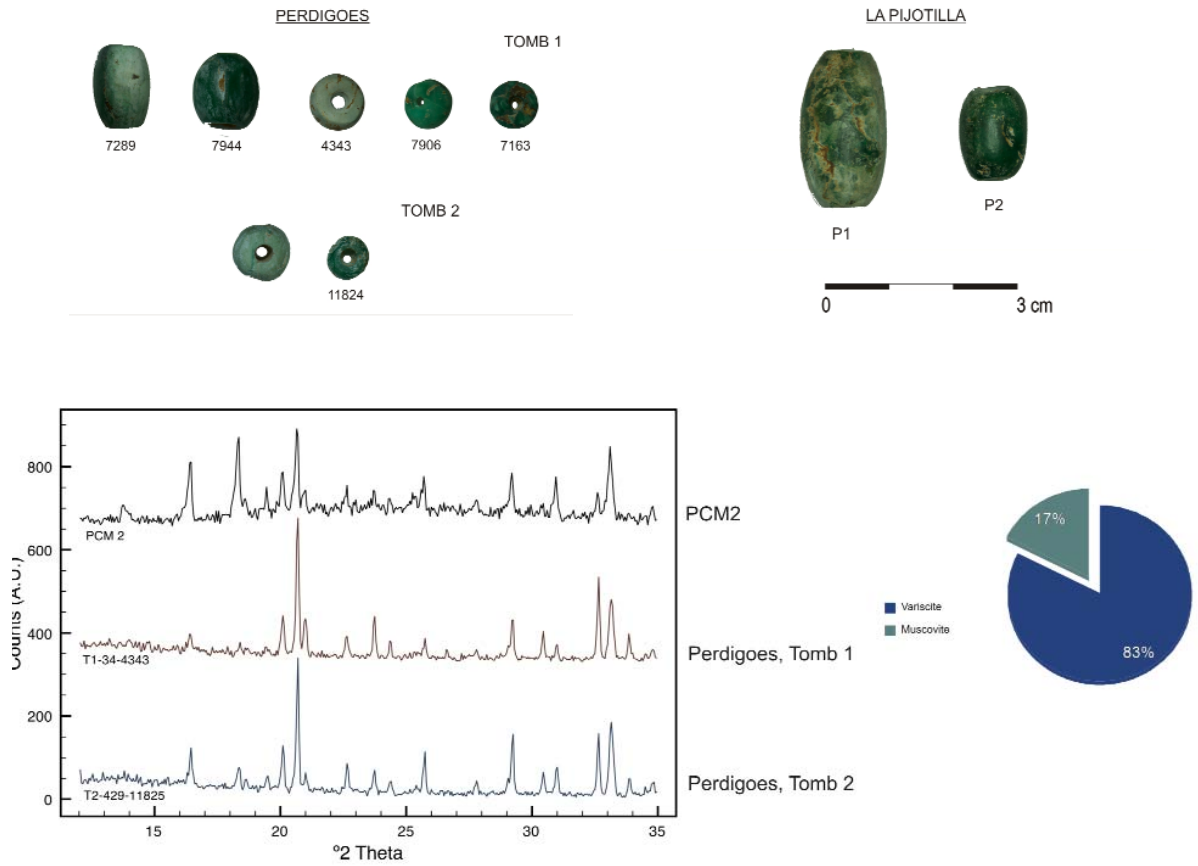 PERDIGOES
LA PIJOTILLA
TOMB 1
7289
7944
4343
7906
7163
TOMB 2
11824
P1
P2
0
3 cm
800
600
400
200
0
Counts (A.U.)
PCM 2
T1-34-4343
T2-429-11825
15
20
25
30
35
°2 Theta
PCM2
Perdigoes, Tomb 1
Perdigoes, Tomb 2
Variscite
Muscovite
17%
83%